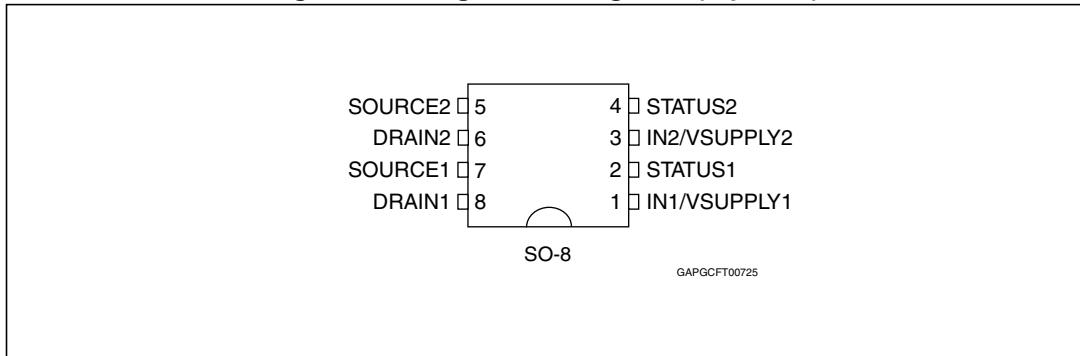 SOURCE2 5 4 STATUS2
DRAIN2 6 3 IN2/VSUPPLY2
SOURCE1 7 2 STATUS1
DRAIN1 8 1 IN1/VSUPPLY1
SO-8
GAPGCFT00725